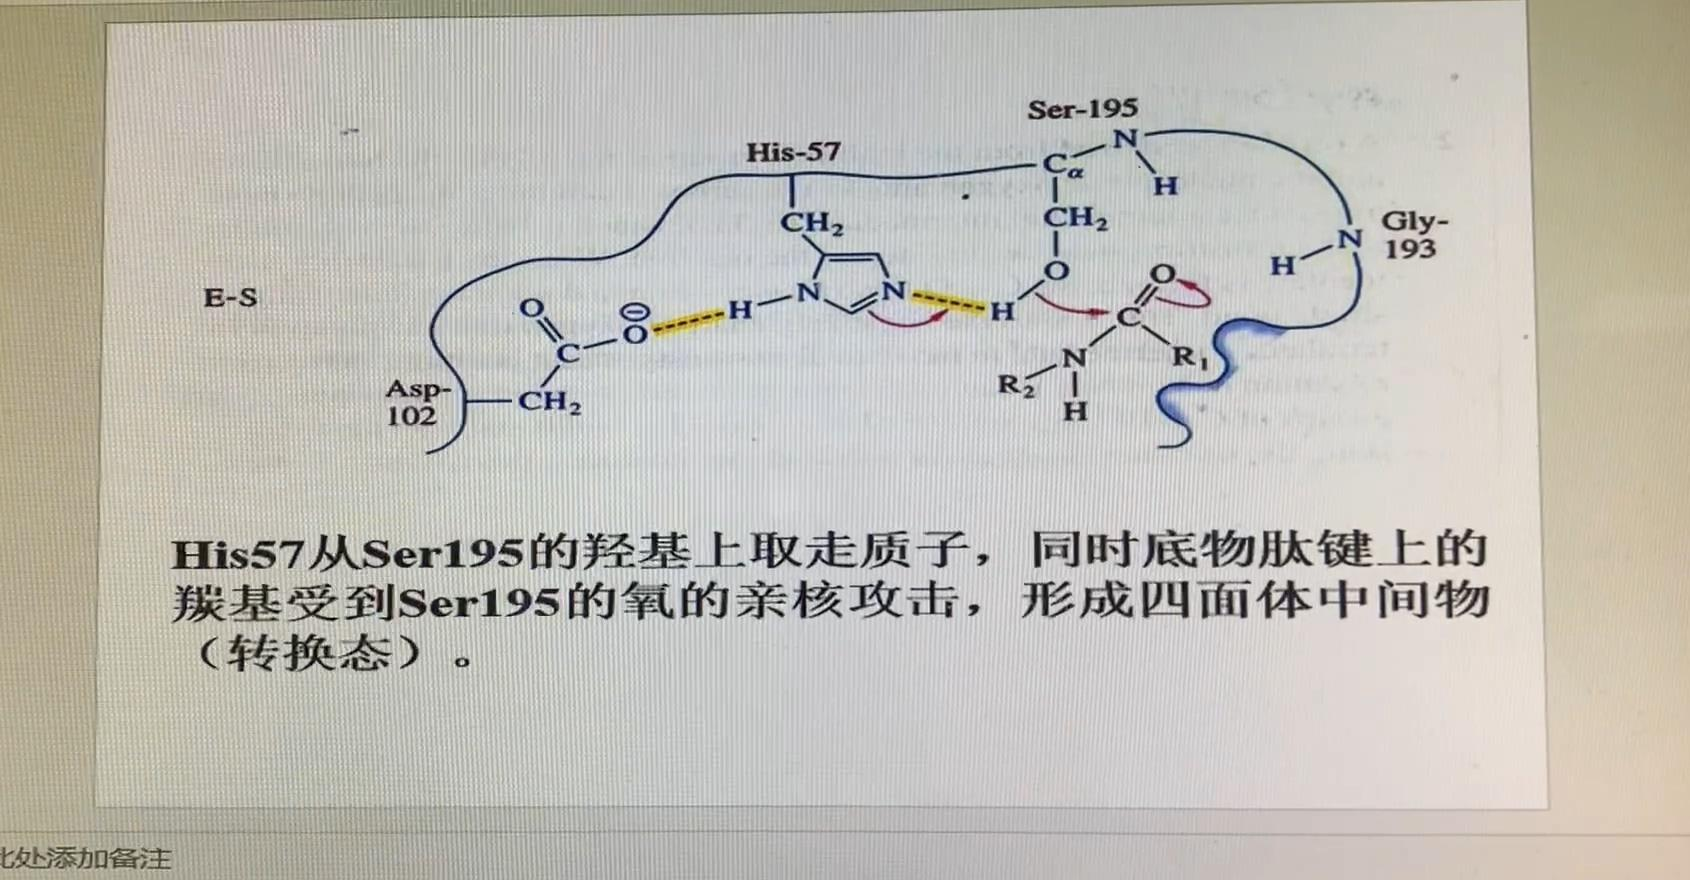 Ser-195
His-57
N
Cα
H
CH₂
CH₂
Gly-
193
N
H
O
O
E-S
N
N
H
H
O
⊖
O
C
C
N
R₁
R₂
H
Asp-
102
CH₂
His57从Ser195的羟基上取走质子，同时底物肽键上的
羰基受到Ser195的氧的亲核攻击，形成四面体中间物
（转换态）。
此处添加备注